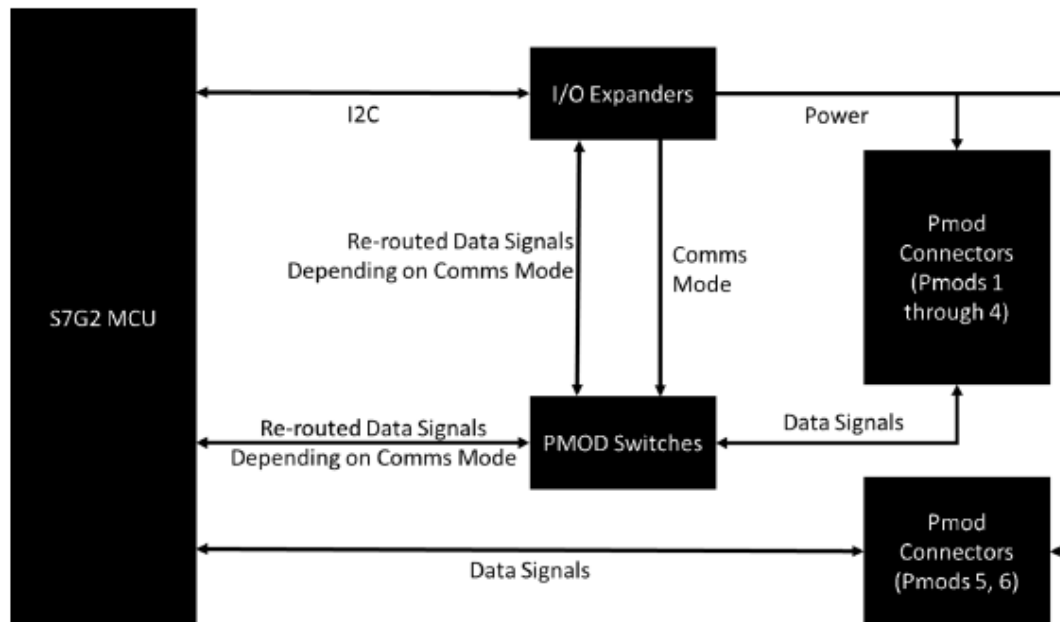 I/O Expanders
I2C
Power
Pmod
Connectors
(Pmods 1
through 4)
Re-routed Data Signals
Depending on Comms Mode
Comms
Mode
S7G2 MCU
Re-routed Data Signals
Depending on Comms Mode
PMOD Switches
Data Signals
Pmod
Connectors
(Pmods 5, 6)
Data Signals